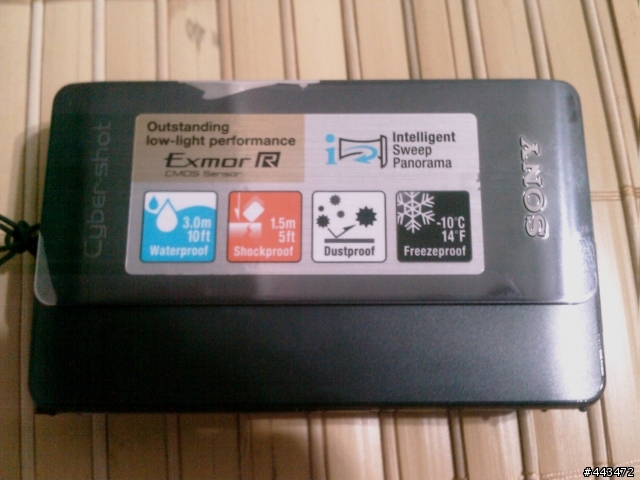 Outstanding
low-light performance
Exmor R
CMOS Sensor
iA
Intelligent
Sweep
Panorama
3.0m
10ft
Waterproof
1.5m
5ft
Shockproof
Dustproof
-10°C
14°F
Freezeproof
Cyber-shot
SONY
#443472